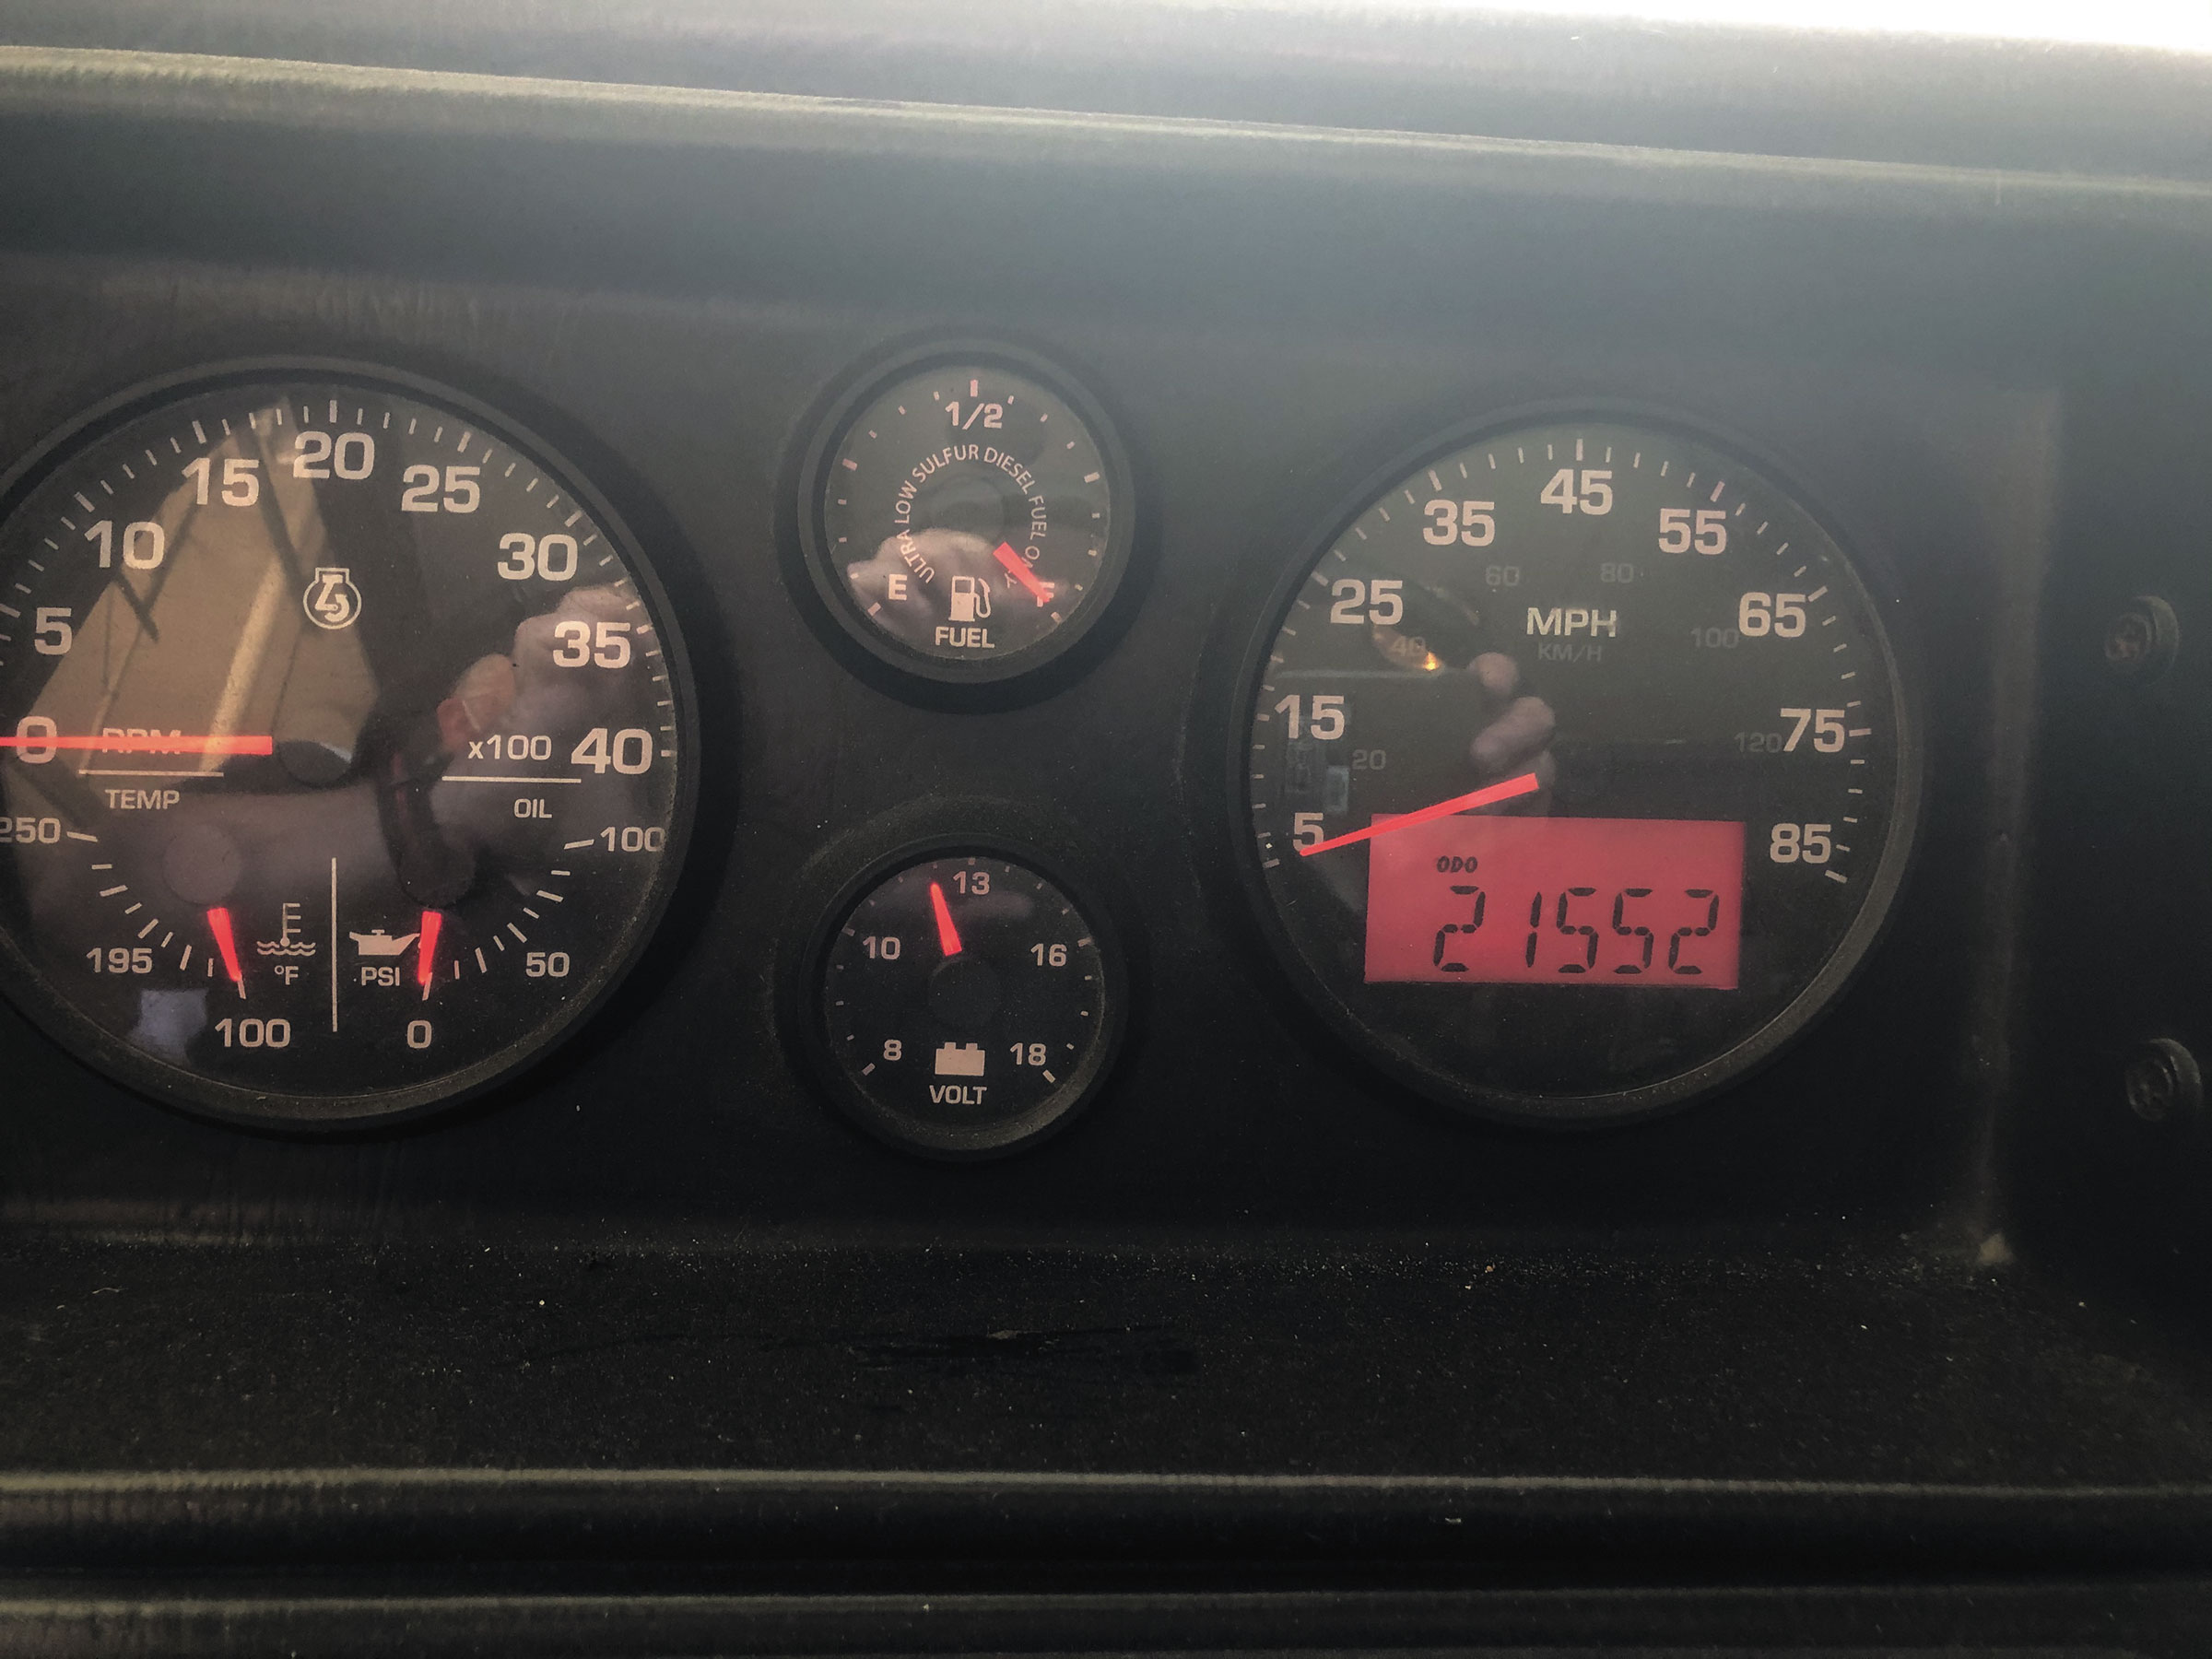 0
5
10
15
20
25
30
35
40
RPM
x100
TEMP
OIL
250
195
100
°F
PSI
100
50
0
1/2
ULTRA LOW SULFUR DIESEL FUEL ONLY
E
F
FUEL
8
10
13
16
18
VOLT
5
15
25
35
45
55
65
75
85
20
40
60
80
100
120
MPH
KM/H
ODO
21552